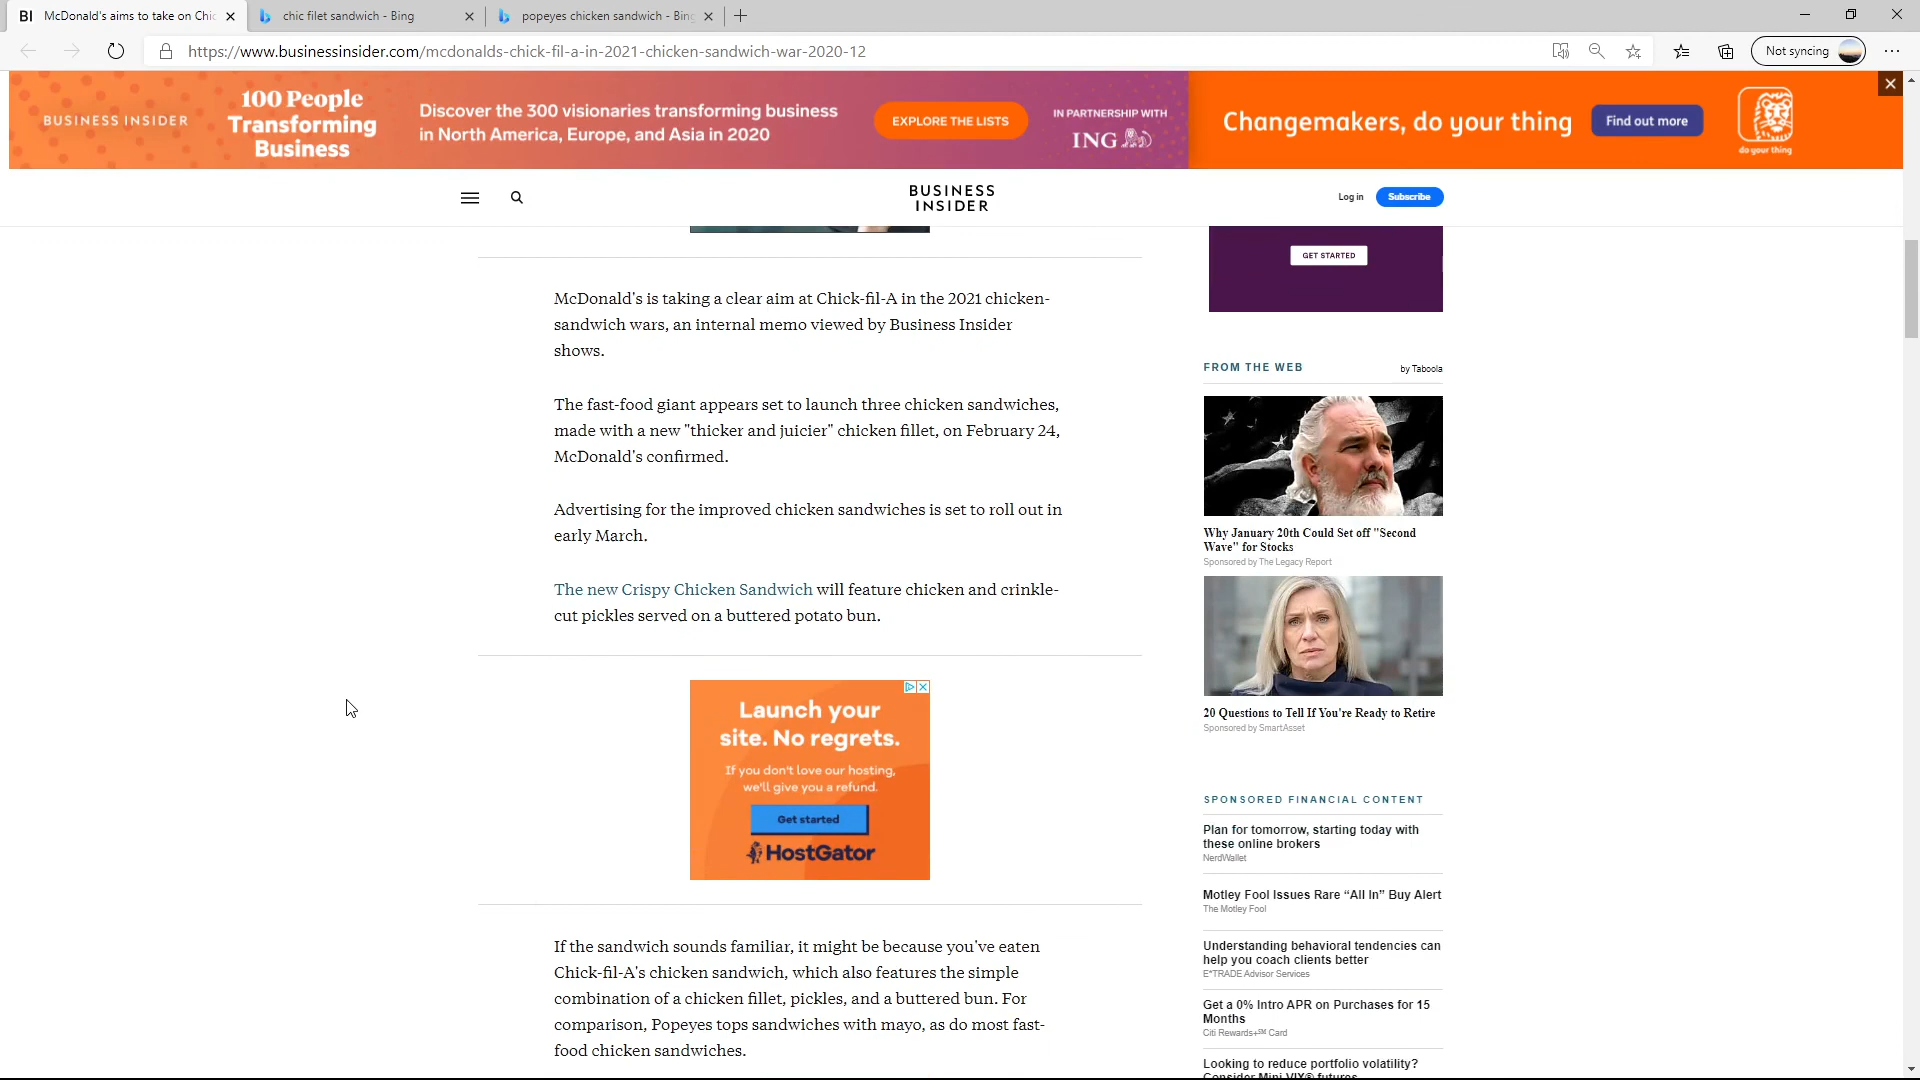 BI McDonald's aims to take on Chic
chic filet sandwich - Bing
popeyes chicken sandwich - Bing
https://www.businessinsider.com/mcdonalds-chick-fil-a-in-2021-chicken-sandwich-war-2020-12
Not syncing
BUSINESS INSIDER
100 People
Transforming
Business
Discover the 300 visionaries transforming business
in North America, Europe, and Asia in 2020
EXPLORE THE LISTS
IN PARTNERSHIP WITH
ING
Changemakers, do your thing
Find out more
do your thing
BUSINESS
INSIDER
Log in
Subscribe
GET STARTED
McDonald's is taking a clear aim at Chick-fil-A in the 2021 chicken-
sandwich wars, an internal memo viewed by Business Insider
shows.
The fast-food giant appears set to launch three chicken sandwiches,
made with a new "thicker and juicier" chicken fillet, on February 24,
McDonald's confirmed.
Advertising for the improved chicken sandwiches is set to roll out in
early March.
The new Crispy Chicken Sandwich will feature chicken and crinkle-
cut pickles served on a buttered potato bun.
Launch your
site. No regrets.
If you don't love our hosting,
we'll give you a refund.
Get started
HostGator
If the sandwich sounds familiar, it might be because you've eaten
Chick-fil-A's chicken sandwich, which also features the simple
combination of a chicken fillet, pickles, and a buttered bun. For
comparison, Popeyes tops sandwiches with mayo, as do most fast-
food chicken sandwiches.
FROM THE WEB
by Taboola
Why January 20th Could Set off "Second
Wave" for Stocks
Sponsored by The Legacy Report
20 Questions to Tell If You're Ready to Retire
Sponsored by SmartAsset
SPONSORED FINANCIAL CONTENT
Plan for tomorrow, starting today with
these online brokers
NerdWallet
Motley Fool Issues Rare “All In” Buy Alert
The Motley Fool
Understanding behavioral tendencies can
help you coach clients better
E*TRADE Advisor Services
Get a 0% Intro APR on Purchases for 15
Months
Citi Rewards+℠ Card
Looking to reduce portfolio volatility?
Consider Mini VIX® futures